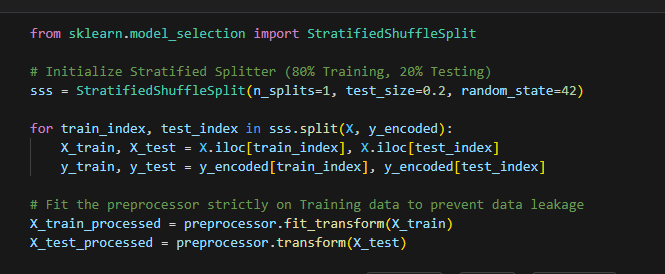 from sklearn.model_selection import StratifiedShuffleSplit
# Initialize Stratified Splitter (80% Training, 20% Testing)
sss = StratifiedShuffleSplit(n_splits=1, test_size=0.2, random_state=42)
for train_index, test_index in sss.split(X, y_encoded):
    X_train, X_test = X.iloc[train_index], X.iloc[test_index]
    y_train, y_test = y_encoded[train_index], y_encoded[test_index]
# Fit the preprocessor strictly on Training data to prevent data leakage
X_train_processed = preprocessor.fit_transform(X_train)
X_test_processed = preprocessor.transform(X_test)